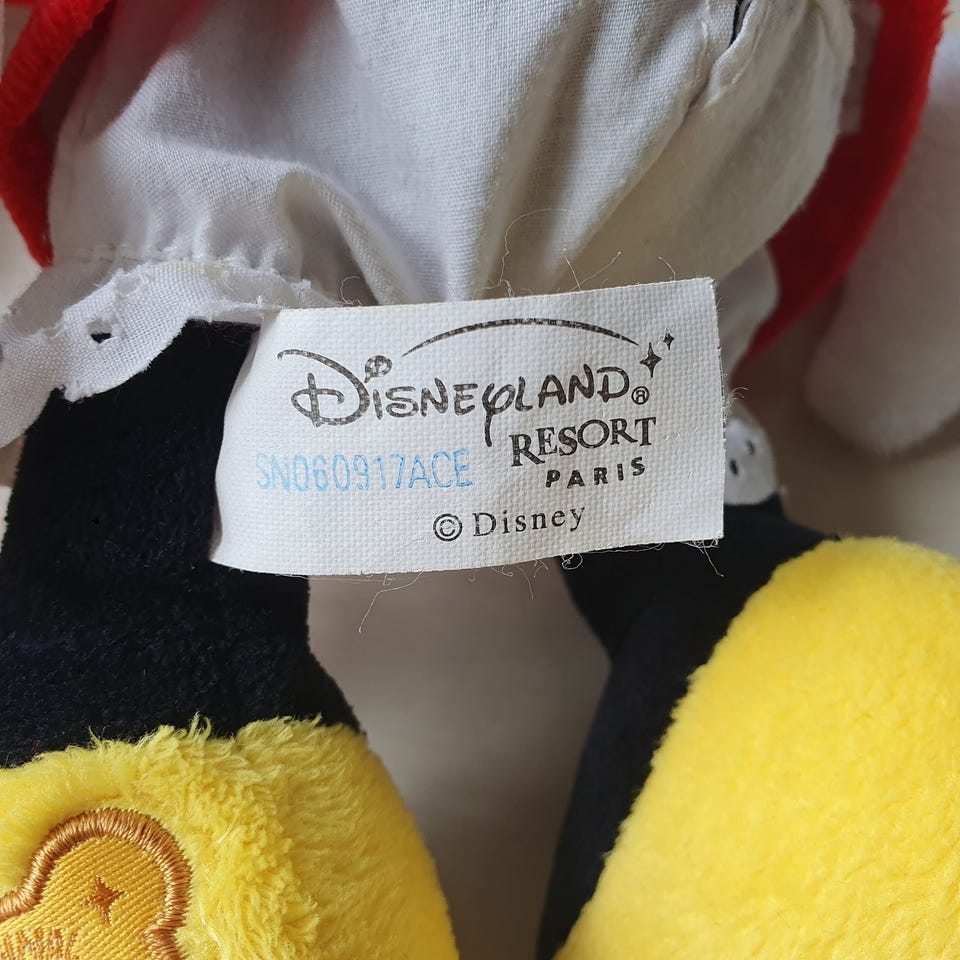 Disneyland®
RESORT
PARIS
SN060917ACE
© Disney